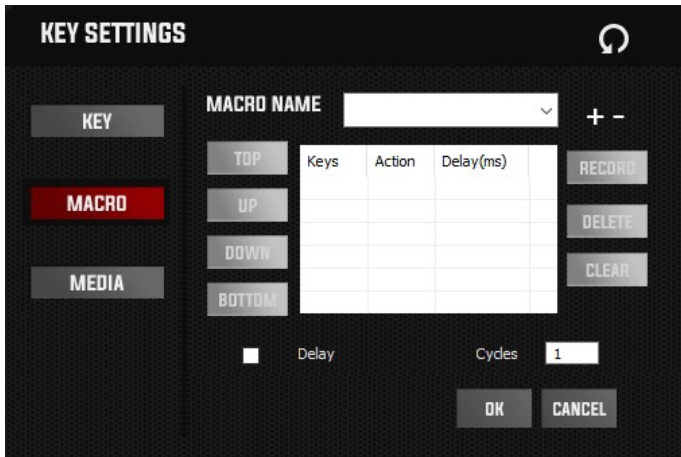 KEY SETTINGS
MACRO NAME
+ -
KEY
MACRO
MEDIA
TOP
UP
DOWN
BOTTOM
Keys Action Delay(ms)
RECORD
DELETE
CLEAR
Delay
Cycles 1
OK CANCEL